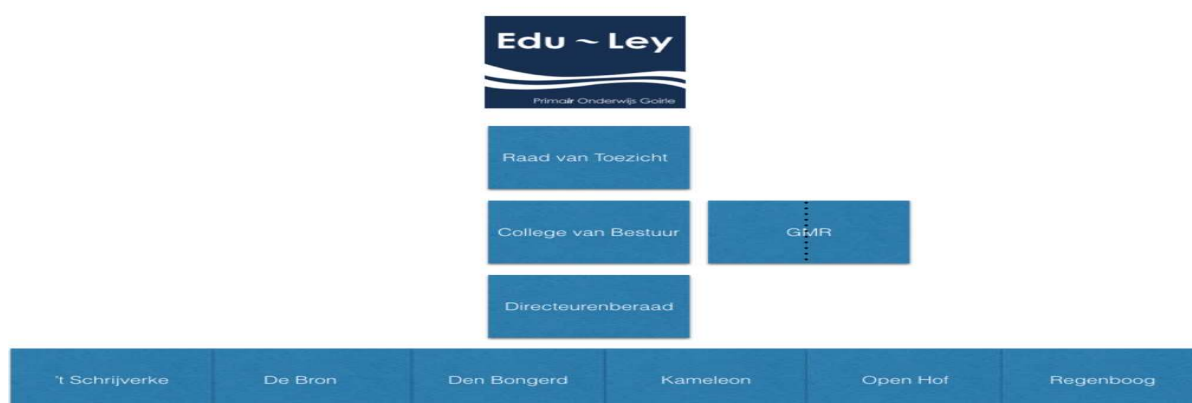 Edu ~ Ley
Primair Onderwijs Goirle
Raad van Toezicht
College van Bestuur
GMR
Directeurenberaad
't Schrijverke
De Bron
Den Bongerd
Kameleon
Open Hof
Regenboog